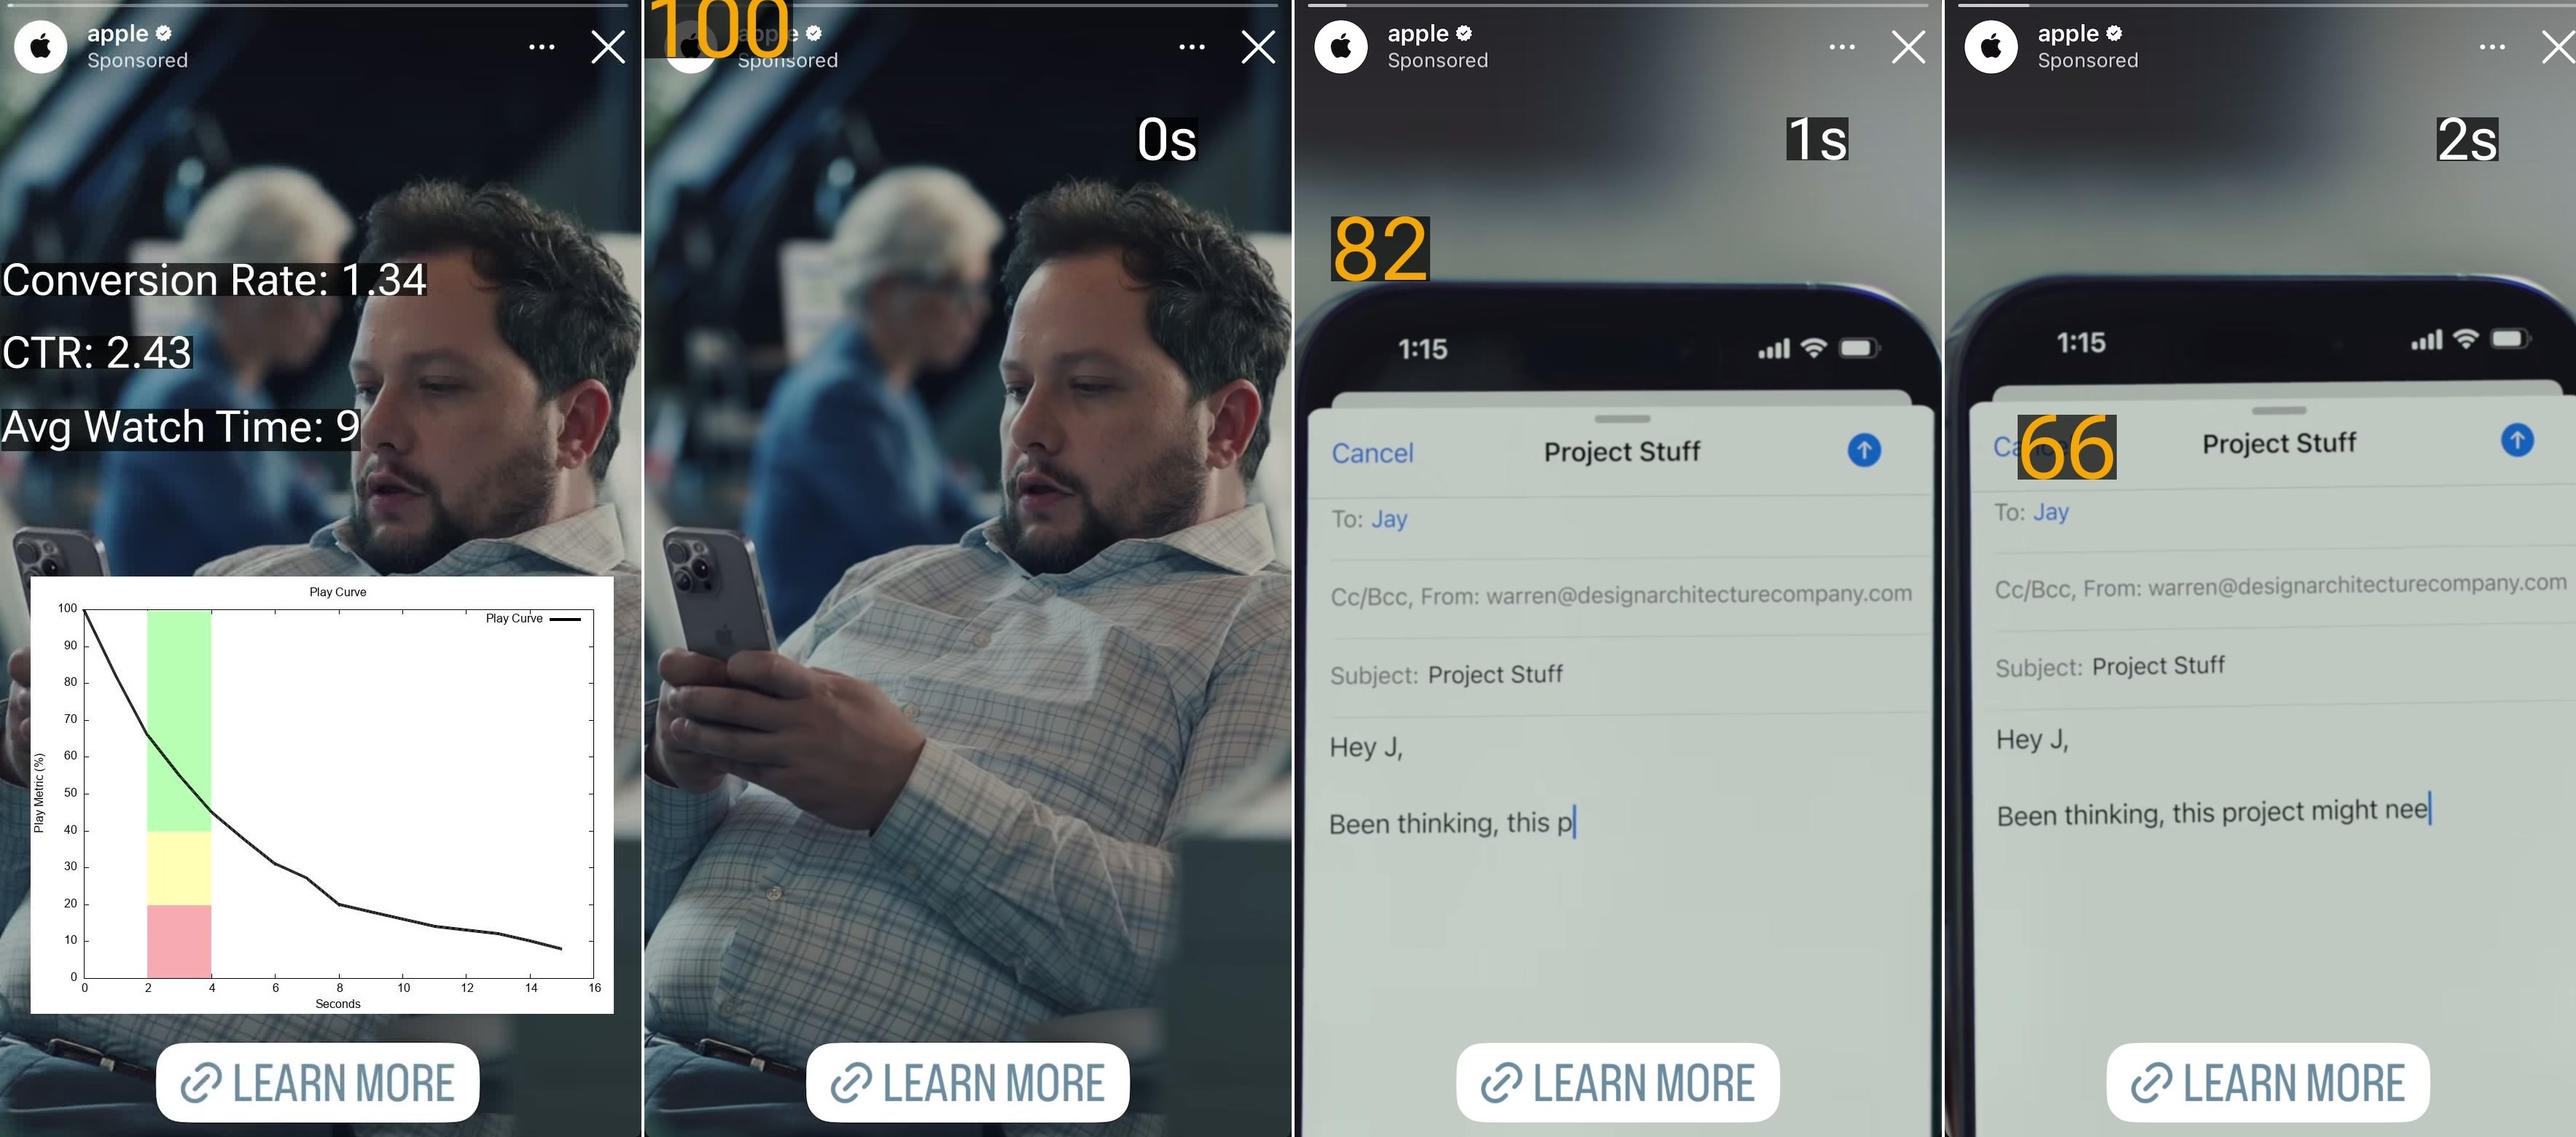 apple
Sponsored
Conversion Rate: 1.34
CTR: 2.43
Avg Watch Time: 9
Play Curve
Play Curve
Play Metric (%)
100
90
80
70
60
50
40
30
20
10
0
0 2 4 6 8 10 12 14 16
Seconds
LEARN MORE
100
apple
Sponsored
0s
LEARN MORE
apple
Sponsored
1s
82
1:15
Cancel Project Stuff
To: Jay
Cc/Bcc, From: warren@designarchitecturecompany.com
Subject: Project Stuff
Hey J,
Been thinking, this p
LEARN MORE
apple
Sponsored
2s
1:15
66
Cancel Project Stuff
To: Jay
Cc/Bcc, From: warren@designarchitecturecompany.com
Subject: Project Stuff
Hey J,
Been thinking, this project might nee
LEARN MORE